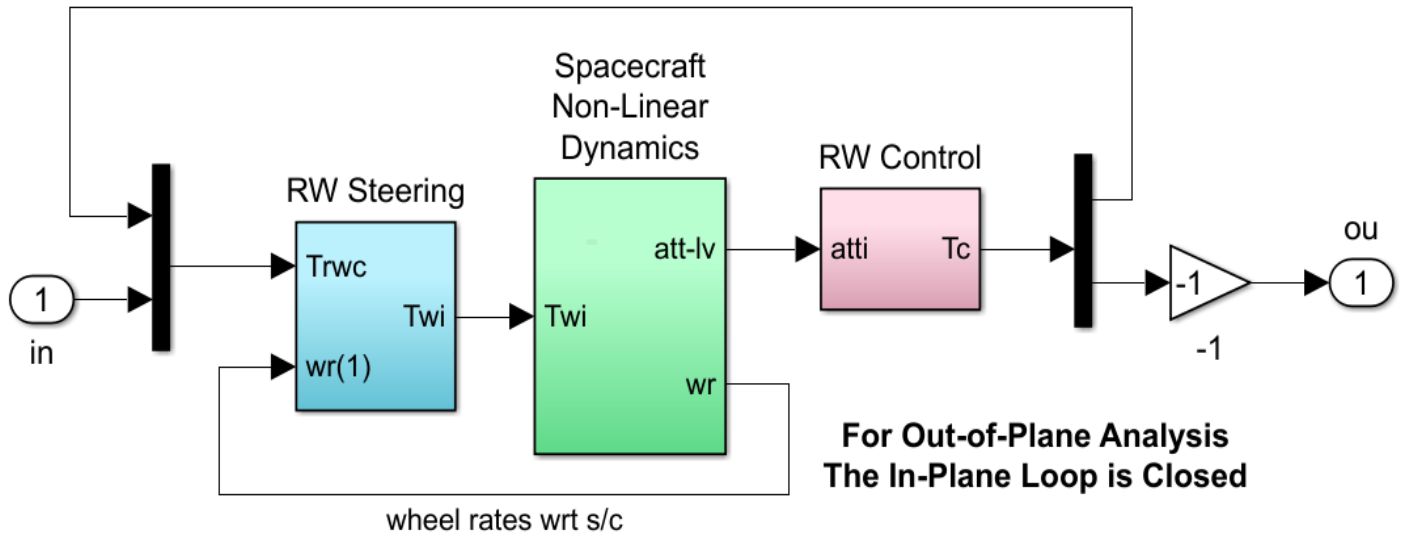 Spacecraft
Non-Linear
Dynamics
RW Control
RW Steering
ou
att-lv
atti
Tc
Trwc
1
-1
1
Twi
Twi
in
-1
wr(1)
wr
For Out-of-Plane Analysis
The In-Plane Loop is Closed
wheel rates wrt s/c